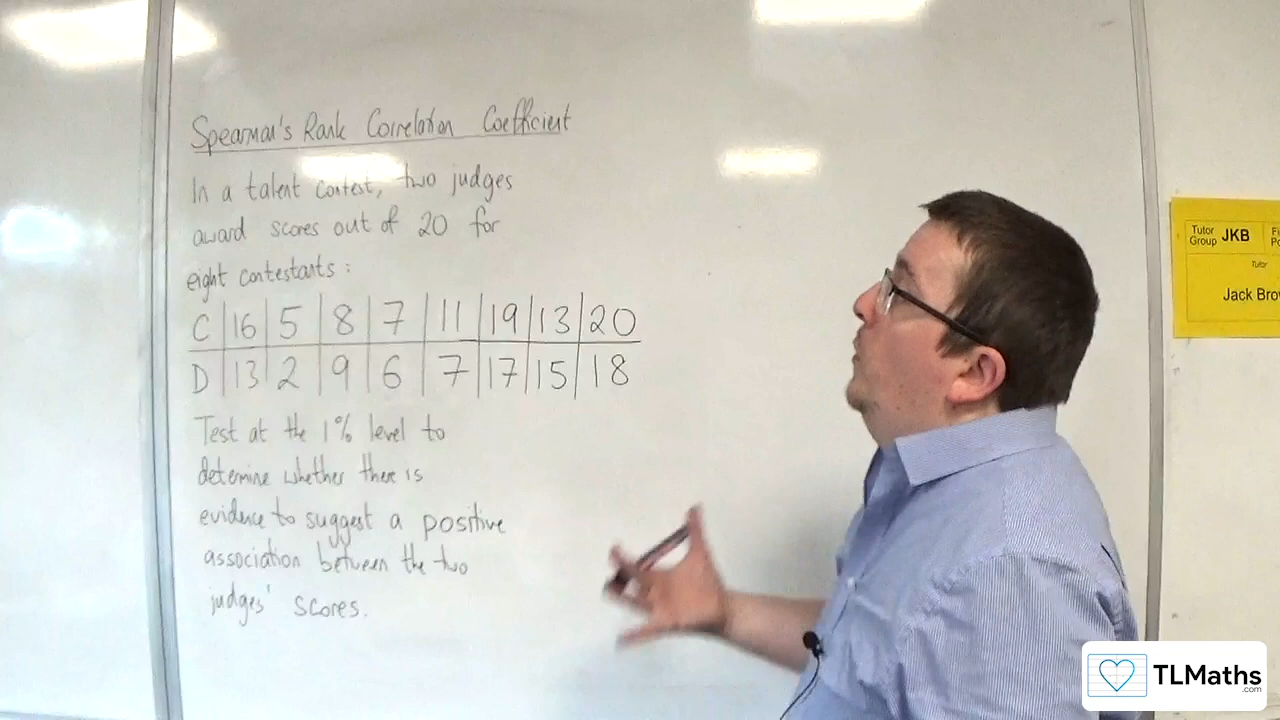 Spearman's Rank Correlation Coefficient
In a talent contest, two judges
award scores out of 20 for
eight contestants:
C 16 5 8 7 11 19 13 20
D 13 2 9 6 7 17 15 18
Test at the 1% level to
determine whether there is
evidence to suggest a positive
association between the two
judges' scores.
Tutor Group JKB
Tutor
Jack
TLMaths
.com